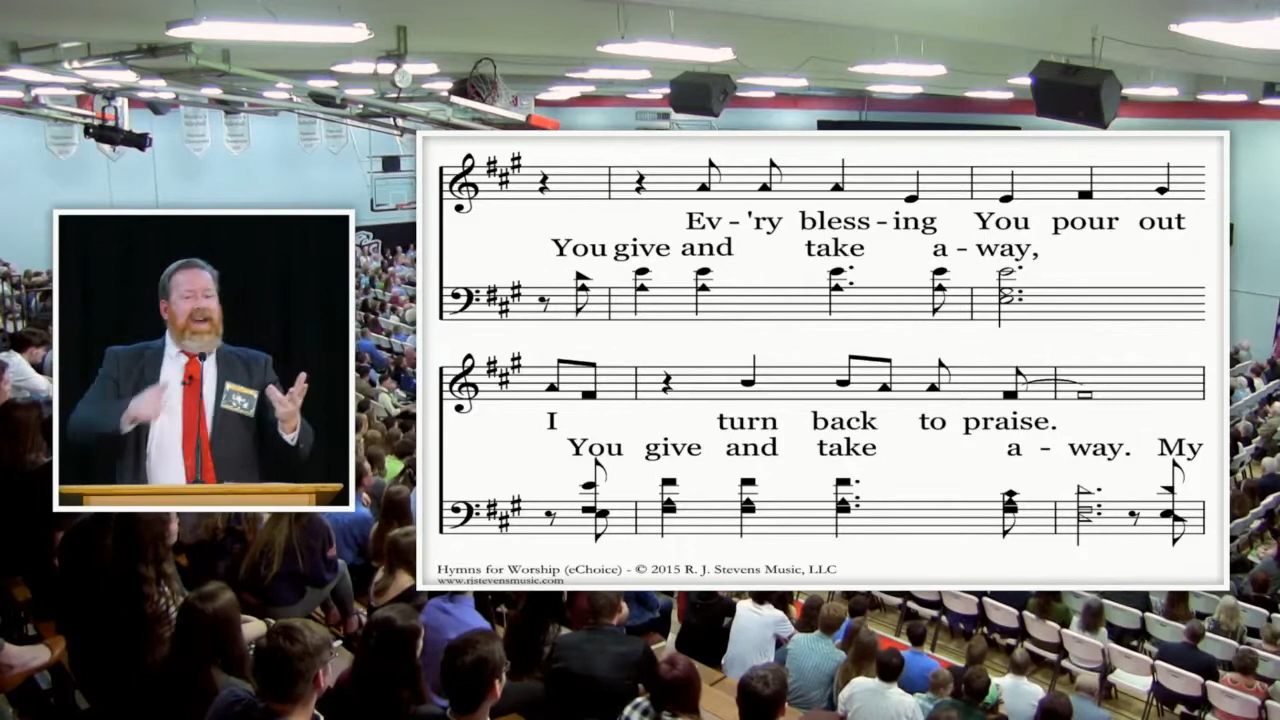 Ev - 'ry bless - ing You pour out
You give and take a - way,
I turn back to praise.
You give and take a - way. My
Hymns for Worship (eChoice) - © 2015 R. J. Stevens Music, LLC
www.rjstevensmusic.com